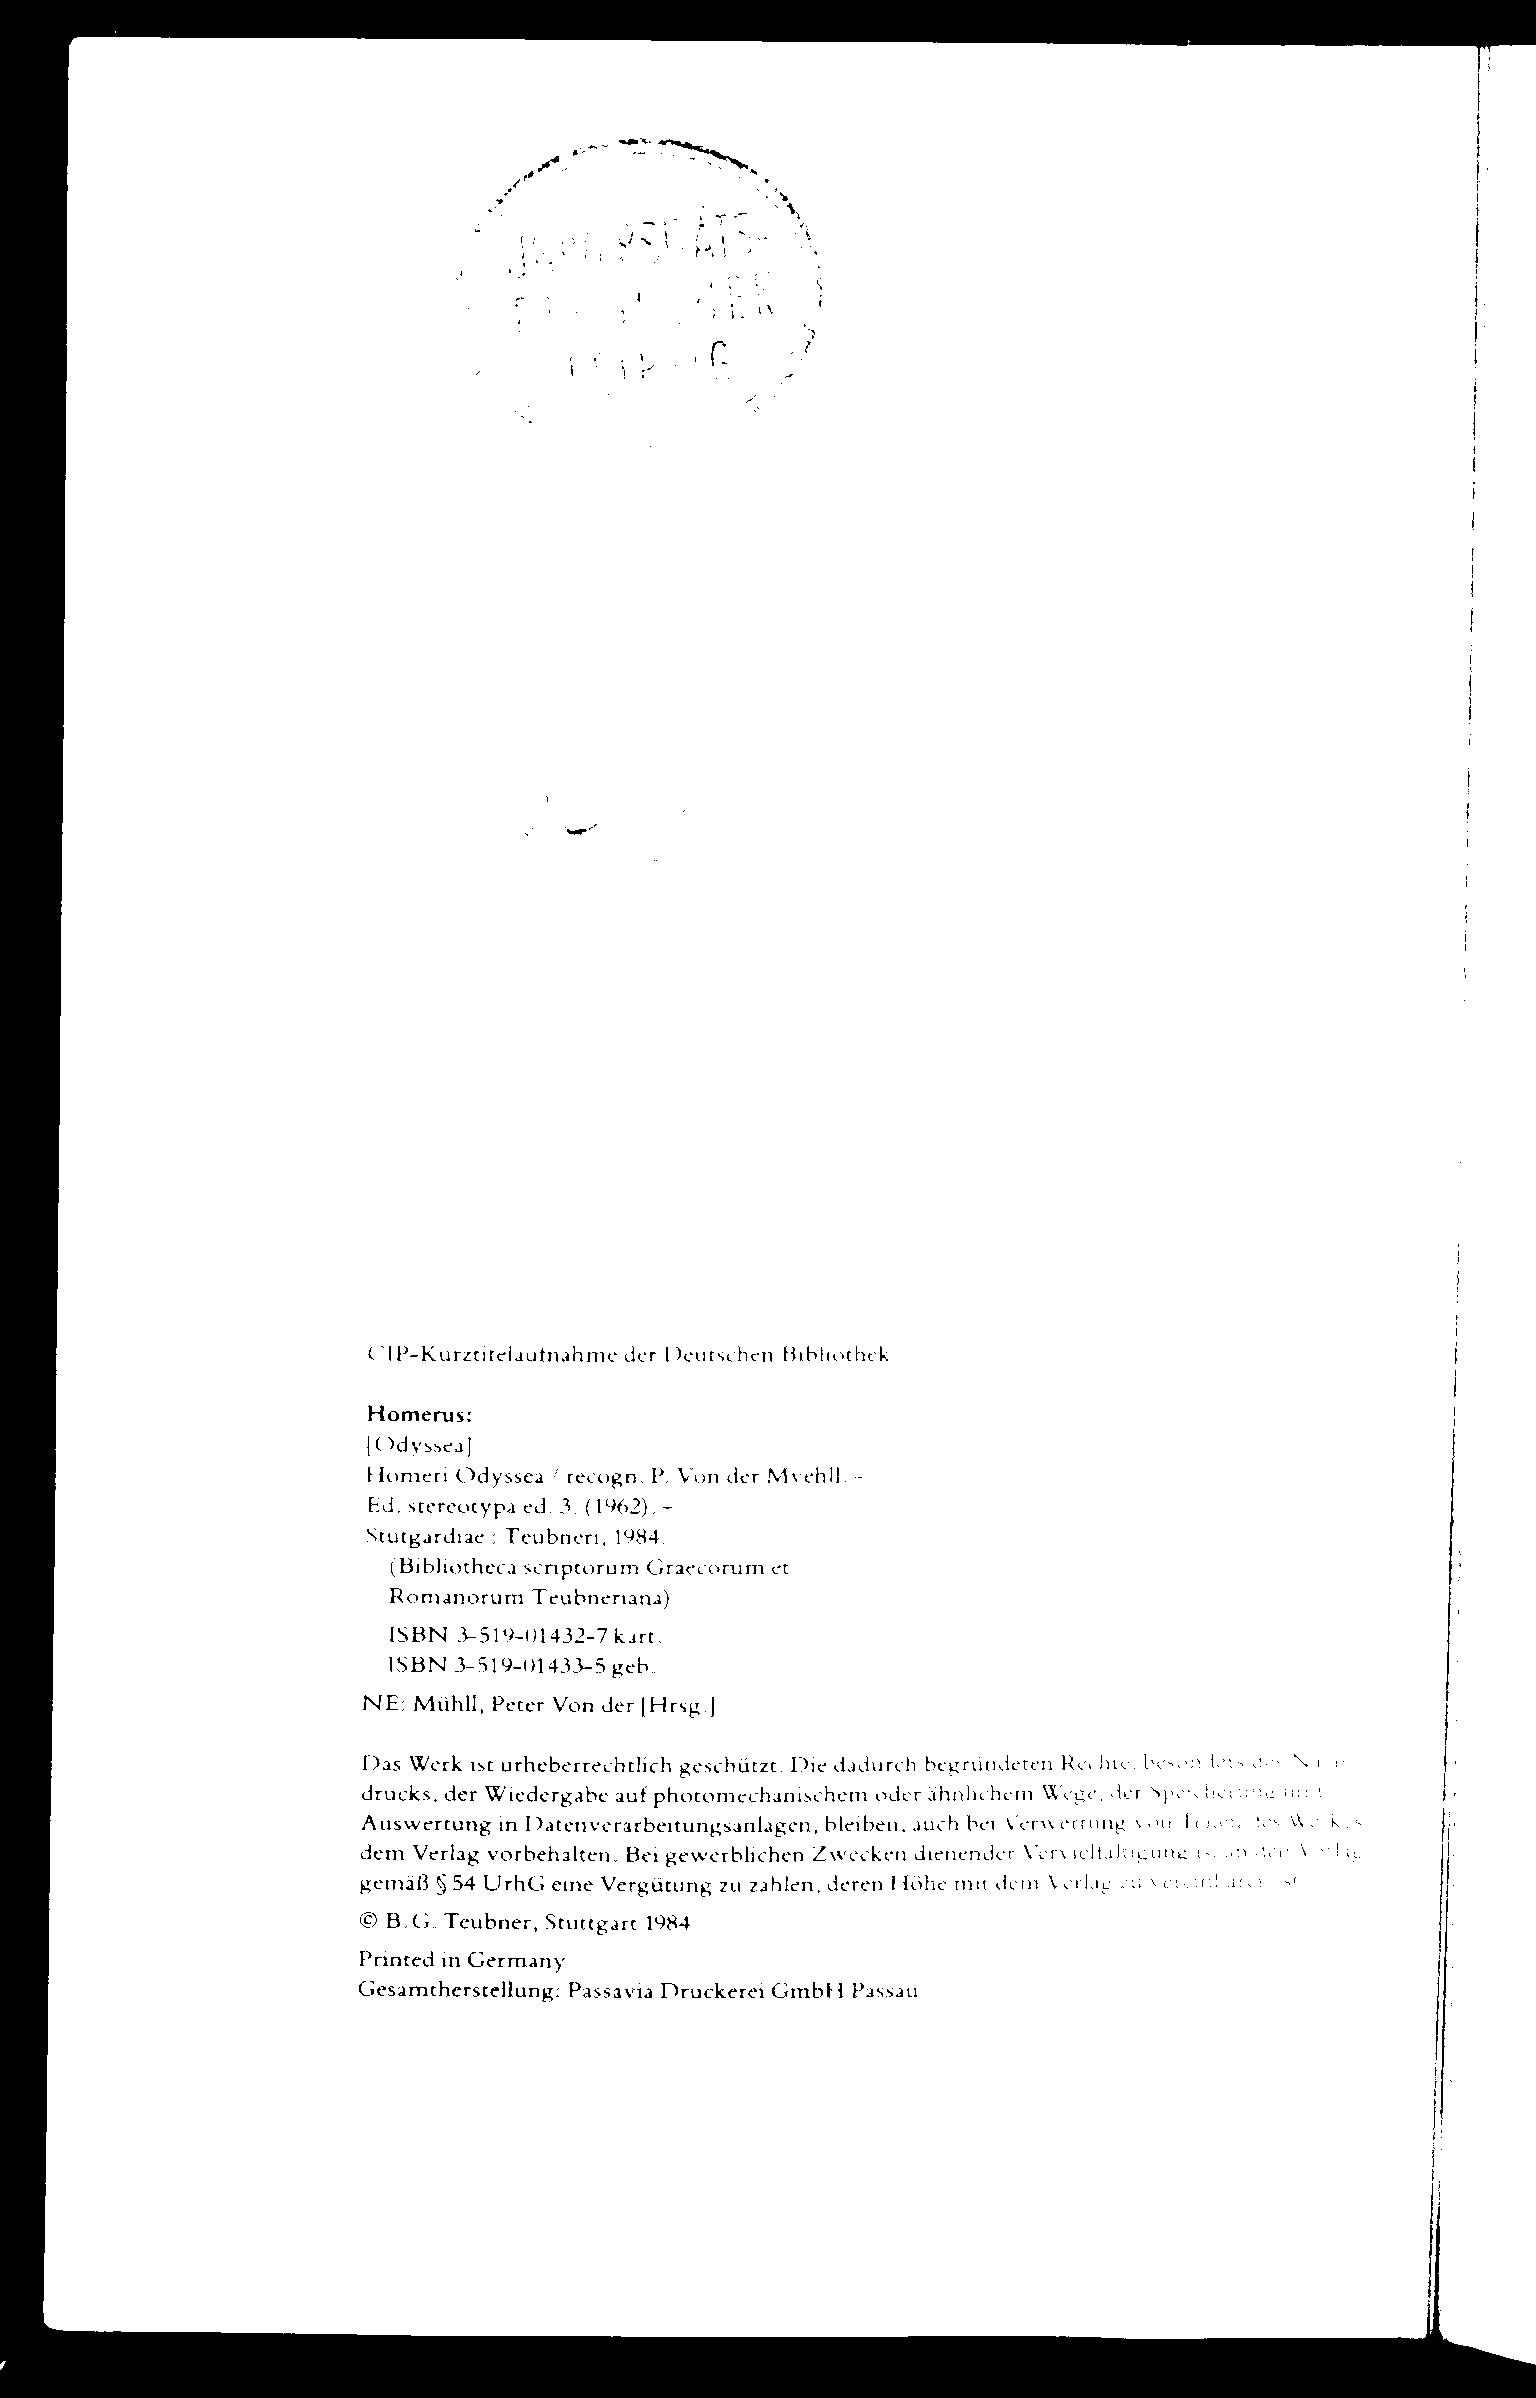 CIP-Kurztitelaufnahme der Deutschen Bibliothek
Homerus:
[Odyssea]
Homeri Odyssea / recogn. P. Von der Mvehll. –
Ed. stereotypa ed. 3. (1962). –
Stutgardiae : Teubneri, 1984.
(Bibliotheca scriptorum Graecorum et
Romanorum Teubneriana)
ISBN 3-519-01432-7 kart.
ISBN 3-519-01433-5 geb.
NE: Mühll, Peter Von der [Hrsg.]
Das Werk ist urheberrechtlich geschützt. Die dadurch begründeten Rechte, besonders des
drucks, der Wiedergabe auf photomechanischem oder ähnlichem Wege, der Speicherung und
Auswertung in Datenverarbeitungsanlagen, bleiben, auch bei Verwertung von Teilen des Werkes
dem Verlag vorbehalten. Bei gewerblichen Zwecken dienender Vervielfältigung ist an den Verlag
gemäß § 54 UrhG eine Vergütung zu zahlen, deren Höhe mit dem Verlag zu vereinbaren ist
© B. G. Teubner, Stuttgart 1984
Printed in Germany
Gesamtherstellung: Passavia Druckerei GmbH Passau